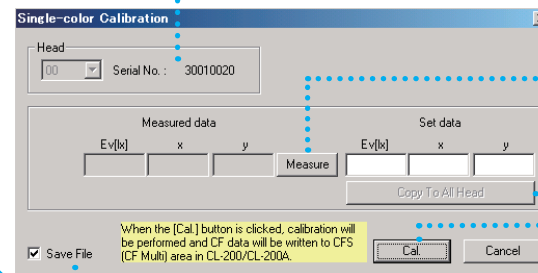 Single-color Calibration
Head
00 Serial No. : 30010020
Measured data Set data
Ev[lx] x y Ev[lx] x y
Measure
Copy To All Head
When the [Cal.] button is clicked, calibration will
be performed and CF data will be written to CFS
(CF Multi) area in CL-200/CL-200A.
Save File Cal. Cancel